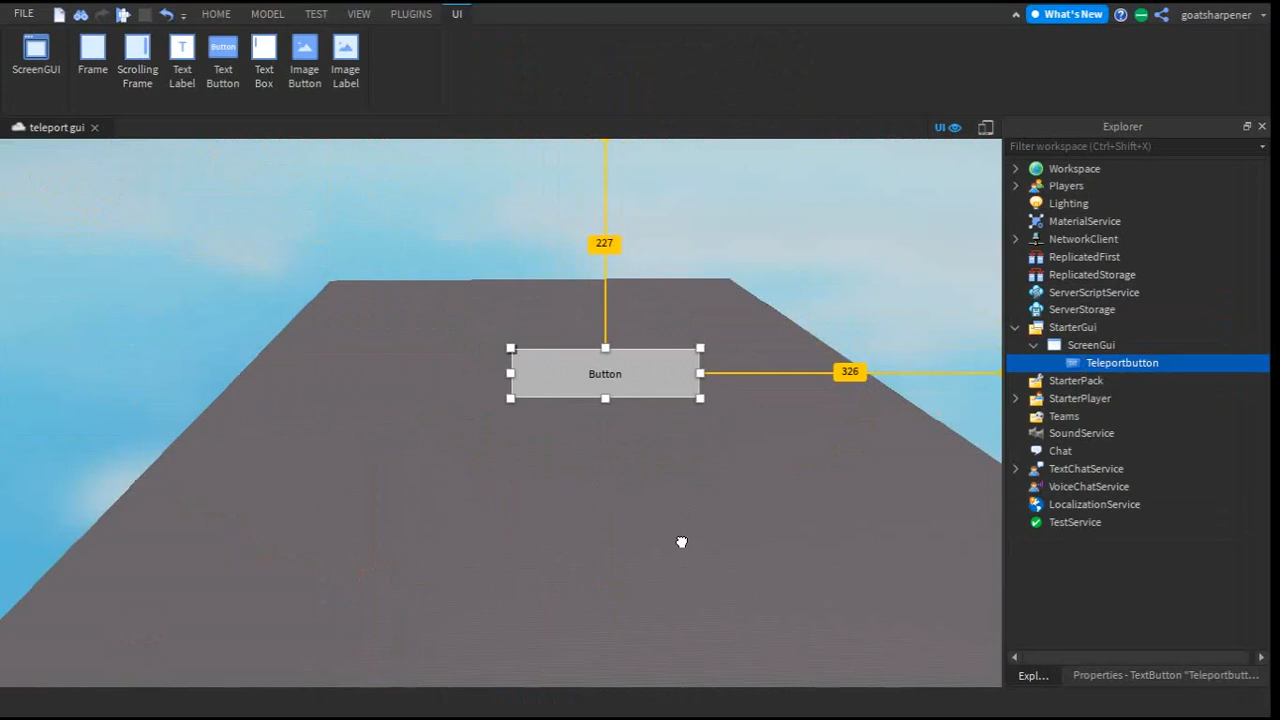 FILE HOME MODEL TEST VIEW PLUGINS UI What's New goatsharpener
ScreenGUI Frame Scrolling Frame Text Label Text Button Text Box Image Button Image Label
T Button
teleport gui UI Explorer
Filter workspace (Ctrl+Shift+X)
Workspace
Players
Lighting
MaterialService
NetworkClient
ReplicatedFirst
ReplicatedStorage
ServerScriptService
ServerStorage
StarterGui
ScreenGui
Teleportbutton
StarterPack
StarterPlayer
Teams
SoundService
Chat
TextChatService
VoiceChatService
LocalizationService
TestService
227
326
Button
Expl... Properties - TextButton "Teleportbutt...